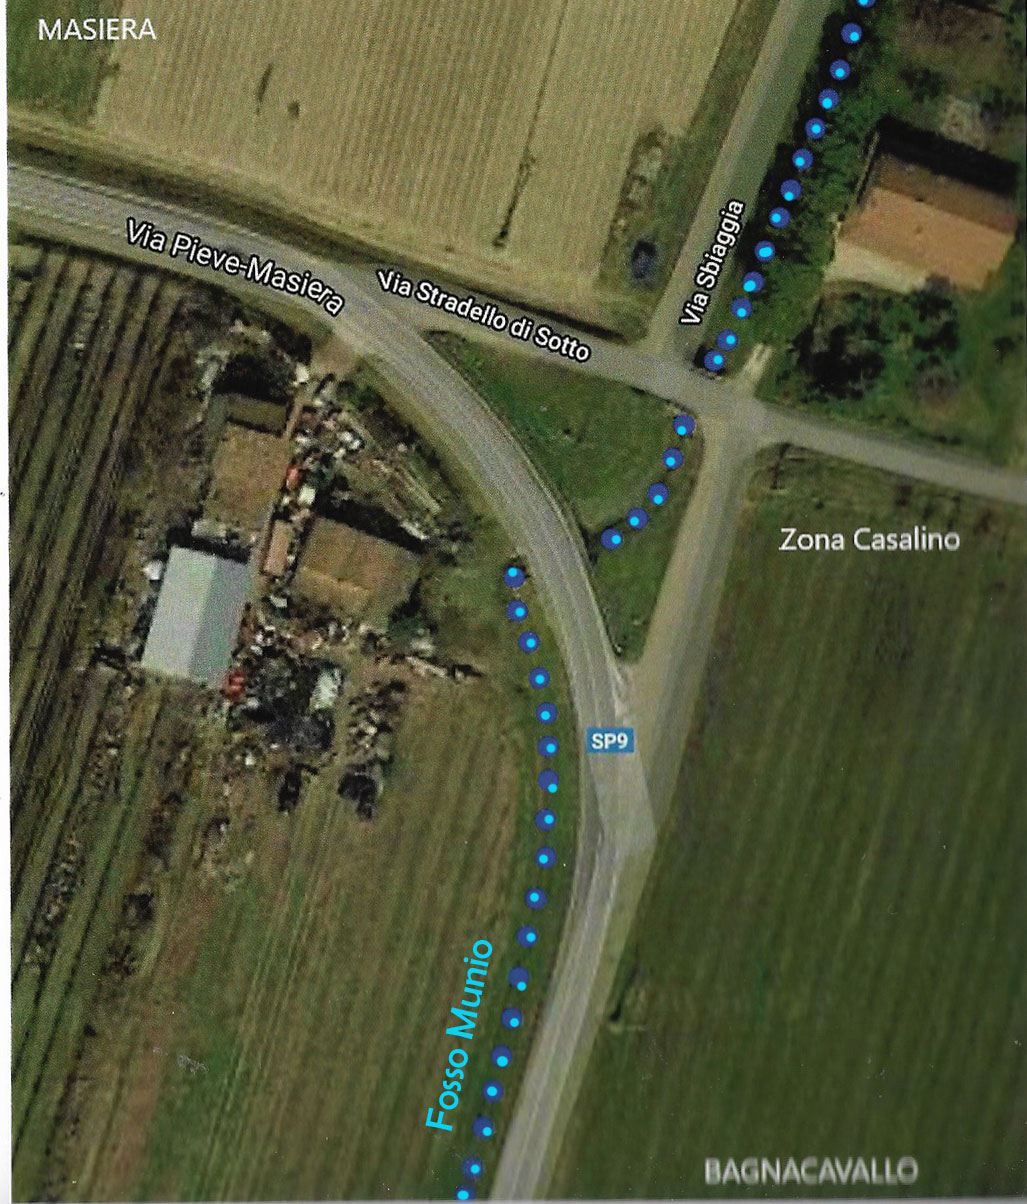 MASIERA
Via Pieve-Masiera
Via Stradello di Sotto
Via Sbiaggia
Zona Casalino
SP9
Fosso Munio
BAGNACAVALLO